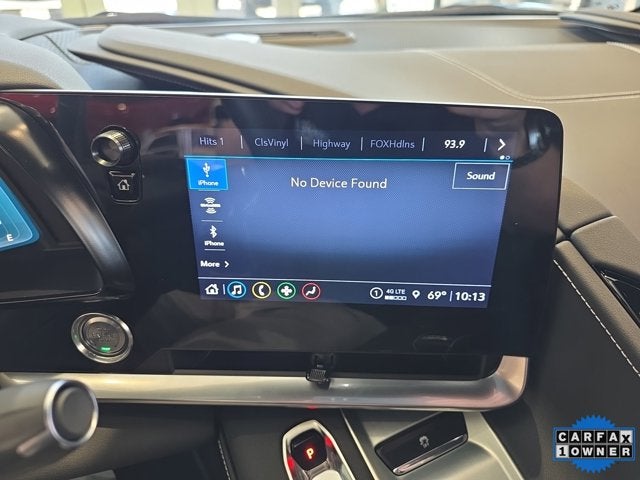 Hits 1 ClsVinyl Highway FOXHdlns 93.9
iPhone
No Device Found
Sound
iPhone
More
1 4G LTE 69° 10:13
E
P
CARFAX
1 OWNER